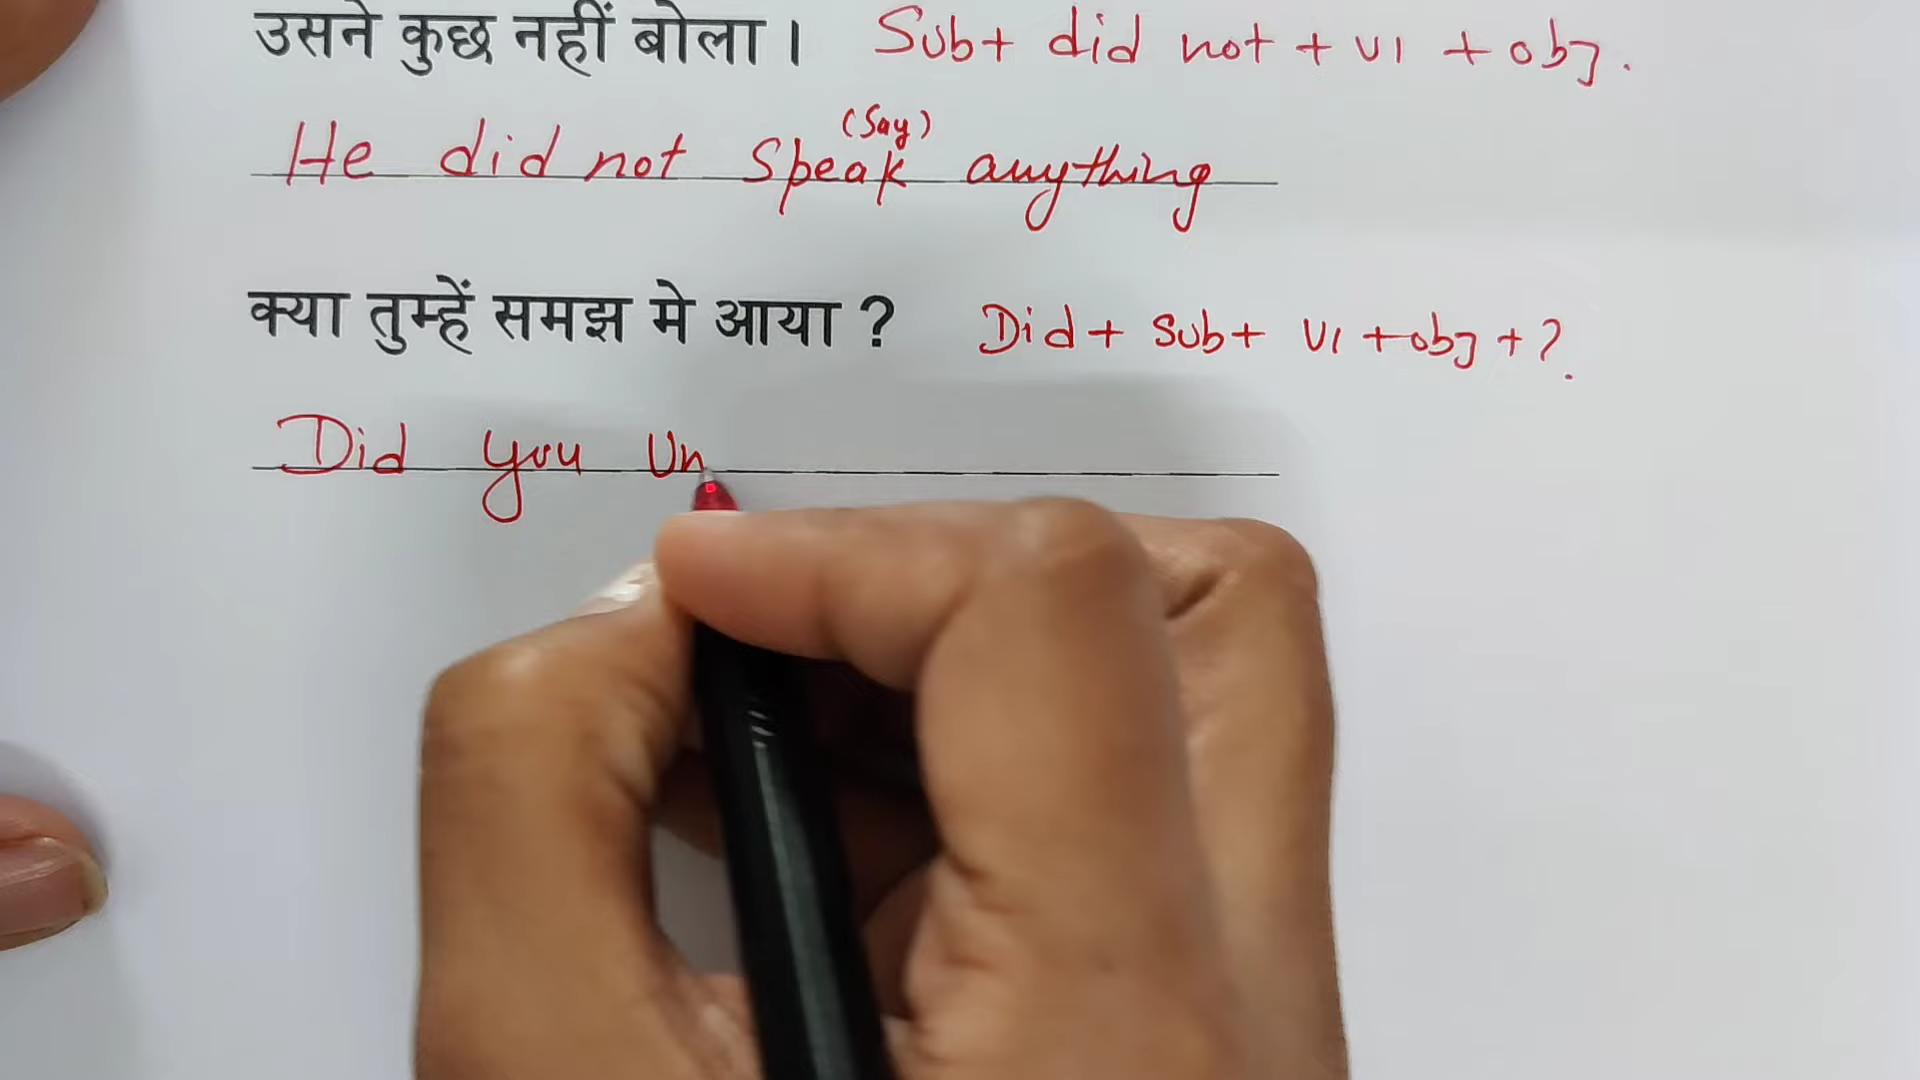 उसने कुछ नहीं बोला । Sub+ did not + v1 + obj.
(Say)
He did not speak anything
क्या तुम्हें समझ मे आया ? Did + Sub+ V1 +obj + ?.
Did you Un